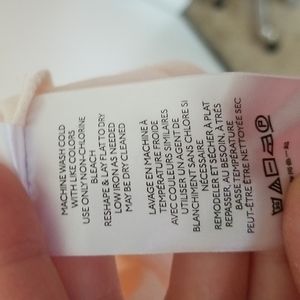 MACHINE WASH COLD
WITH LIKE COLORS
USE ONLY NON-CHLORINE
BLEACH
RESHAPE & LAY FLAT TO DRY
LOW IRON AS NEEDED
MAY BE DRY CLEANED
LAVAGE EN MACHINE À
TEMPÉRATURE FROIDE
AVEC COULEURS SIMILAIRES
UTILISER UN AGENT DE
BLANCHIMENT SANS CHLORE SI
NÉCESSAIRE
REMODELER ET SÉCHER À PLAT
REPASSER AU BESOIN, À TRÈS
BASSE TEMPÉRATURE
PEUT-ÊTRE ÊTRE NETTOYÉE SEC